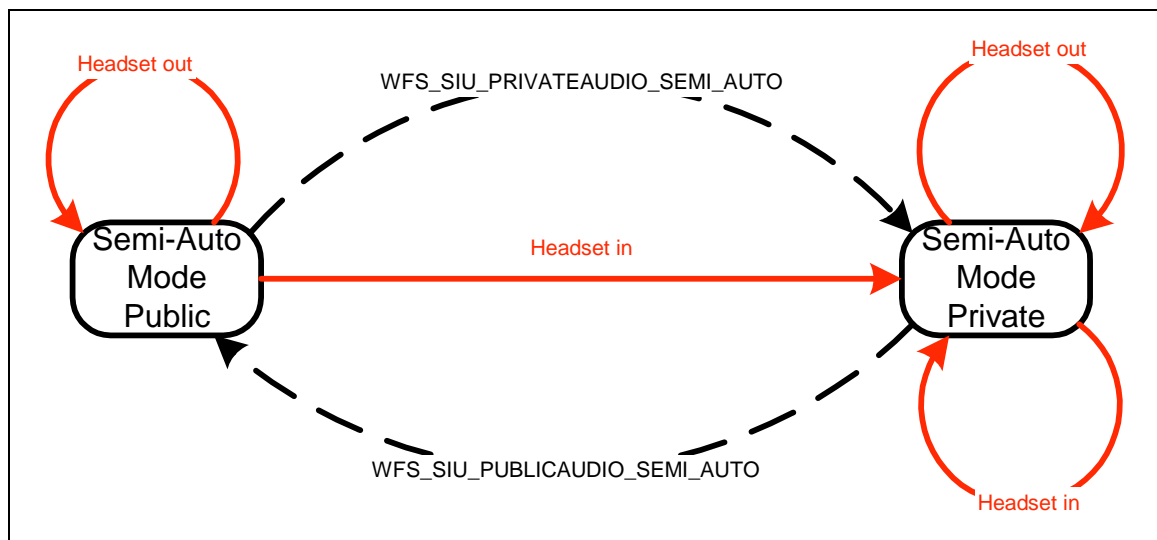 Headset out
Headset out
WFS_SIU_PRIVATEAUDIO_SEMI_AUTO
Semi-Auto
Mode
Public
Headset in
Semi-Auto
Mode
Private
WFS_SIU_PUBLICAUDIO_SEMI_AUTO
Headset in